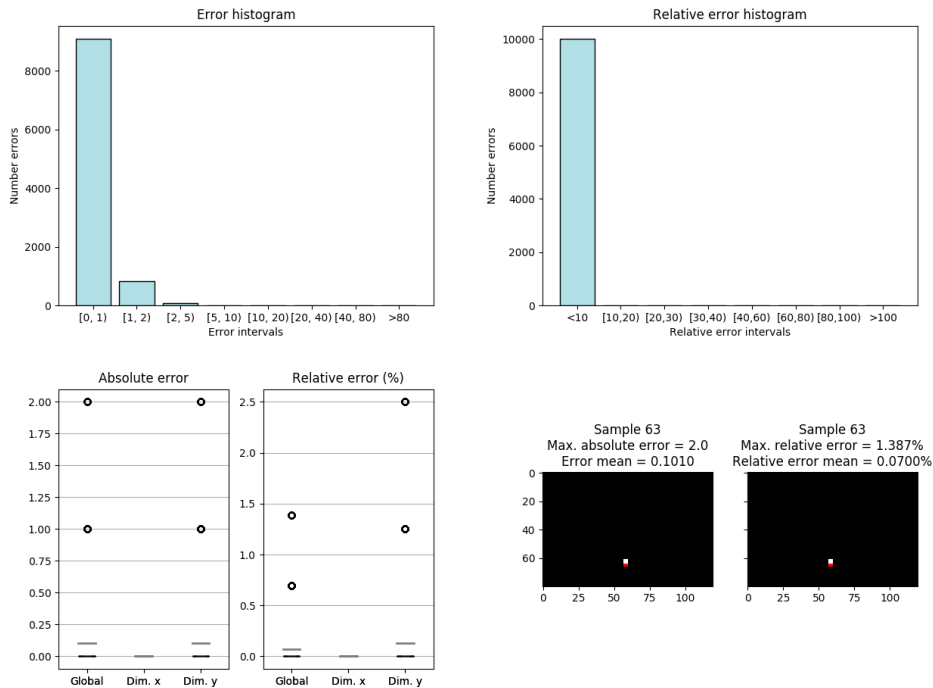 Error histogram
Number errors
8000
6000
4000
2000
0
[0, 1) [1, 2) [2, 5) [5, 10) [10, 20) [20, 40) [40, 80) >80
Error intervals
Relative error histogram
Number errors
10000
8000
6000
4000
2000
0
<10 [10,20) [20,30) [30,40) [40,60) [60,80) [80,100) >100
Relative error intervals
Absolute error
2.00
1.75
1.50
1.25
1.00
0.75
0.50
0.25
0.00
Global Dim. x Dim. y
Relative error (%)
2.5
2.0
1.5
1.0
0.5
0.0
Global Dim. x Dim. y
Sample 63
Max. absolute error = 2.0
Error mean = 0.1010
0
20
40
60
0 25 50 75 100
Sample 63
Max. relative error = 1.387%
Relative error mean = 0.0700%
0 25 50 75 100